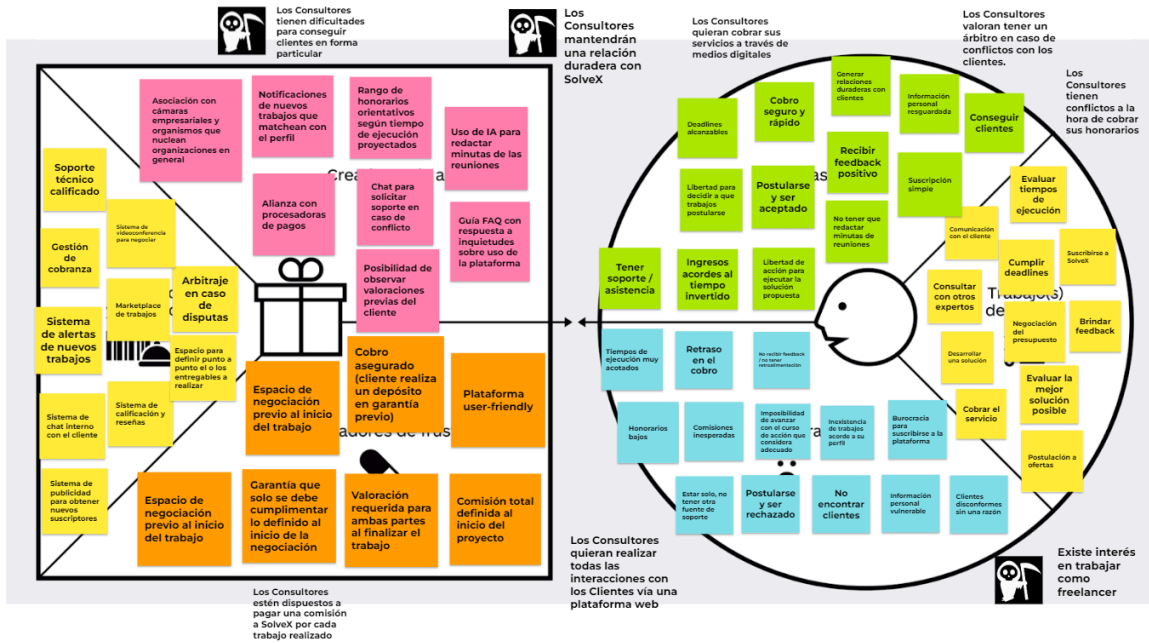 Los Consultores
tienen dificultades
para conseguir
clientes en forma
particular
Los
Consultores
mantendrán
una relación
duradera con
SolveX
Los Consultores
quieran cobrar sus
servicios a través de
medios digitales
Los Consultores
valoran tener un
árbitro en caso de
conflictos con los
clientes.
Los
Consultores
tienen
conflictos a la
hora de cobrar
sus honorarios
Asociación con
cámaras
empresariales y
organismos que
nuclean
organizaciones en
general
Notificaciones
de nuevos
trabajos que
matchean con
el perfil
Rango de
honorarios
orientativos
según tiempo
de ejecución
proyectados
Uso de IA para
redactar
minutas de las
reuniones
Alianza con
procesadoras
de pagos
Chat para
solicitar
soporte en
caso de
conflicto
Guía FAQ con
respuesta a
inquietudes
sobre uso de
la plataforma
Posibilidad de
observar
valoraciones
previas del
cliente
Soporte
técnico
calificado
Sistema de
videoconferencia
para negociar
Gestión
de
cobranza
Marketplace
de trabajos
Arbitraje
en caso de
disputas
Sistema
de alertas
de nuevos
trabajos
Espacio para
definir punto a
punto el o los
entregables a
realizar
Sistema de
chat interno
con el cliente
Sistema de
calificación y
reseñas
Sistema de
publicidad
para obtener
nuevos
suscriptores
Espacio de
negociación
previo al inicio
del trabajo
Cobro
asegurado
(cliente realiza
un depósito
en garantía
previo)
Plataforma
user-friendly
Espacio de
negociación
previo al inicio
del trabajo
Garantía que
solo se debe
cumplimentar
lo definido al
inicio de la
negociación
Valoración
requerida para
ambas partes
al finalizar el
trabajo
Comisión total
definida al
inicio del
proyecto
Deadlines
alcanzables
Cobro
seguro y
rápido
Generar
relaciones
duraderas con
clientes
Información
personal
resguardada
Conseguir
clientes
Libertad para
decidir a que
trabajos
postularse
Postularse
y ser
aceptado
Recibir
feedback
positivo
Suscripción
simple
No tener que
redactar
minutas de
reuniones
Tener
soporte /
asistencia
Ingresos
acordes al
tiempo
invertido
Libertad de
acción para
ejecutar la
solución
propuesta
Evaluar
tiempos
de
ejecución
Comunicación
con el cliente
Cumplir
deadlines
Suscribirse a
SolveX
Consultar
con otros
expertos
Trabajo(s)
de
Negociación
del
presupuesto
Brindar
feedback
Desarrollar
una solución
Evaluar la
mejor
solución
posible
Cobrar el
servicio
Postulación a
ofertas
Tiempos de
ejecución muy
acotados
Retraso
en el
cobro
No recibir feedback
/ no tener
retroalimentación
Honorarios
bajos
Comisiones
inesperadas
Imposibilidad
de avanzar
con el curso
de acción que
considera
adecuado
Inexistencia
de trabajos
acorde a su
perfil
Burocracia
para
suscribirse a la
plataforma
Estar solo, no
tener otra
fuente de
soporte
Postularse
y ser
rechazado
No
encontrar
clientes
Información
personal
vulnerable
Clientes
disconformes
sin una razón
Los Consultores
estén dispuestos a
pagar una comisión
a SolveX por cada
trabajo realizado
Los Consultores
quieran realizar
todas las
interacciones con
los Clientes vía una
plataforma web
Existe interés
en trabajar
como
freelancer